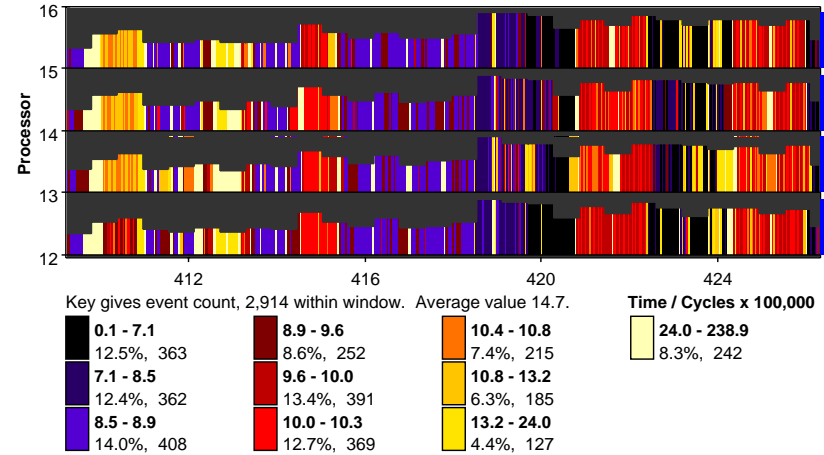 16
15
14
13
12
Processor
412 416 420 424
Key gives event count, 2,914 within window. Average value 14.7. Time / Cycles x 100,000
0.1 - 7.1 8.9 - 9.6 10.4 - 10.8 24.0 - 238.9
12.5%, 363 8.6%, 252 7.4%, 215 8.3%, 242
7.1 - 8.5 9.6 - 10.0 10.8 - 13.2
12.4%, 362 13.4%, 391 6.3%, 185
8.5 - 8.9 10.0 - 10.3 13.2 - 24.0
14.0%, 408 12.7%, 369 4.4%, 127